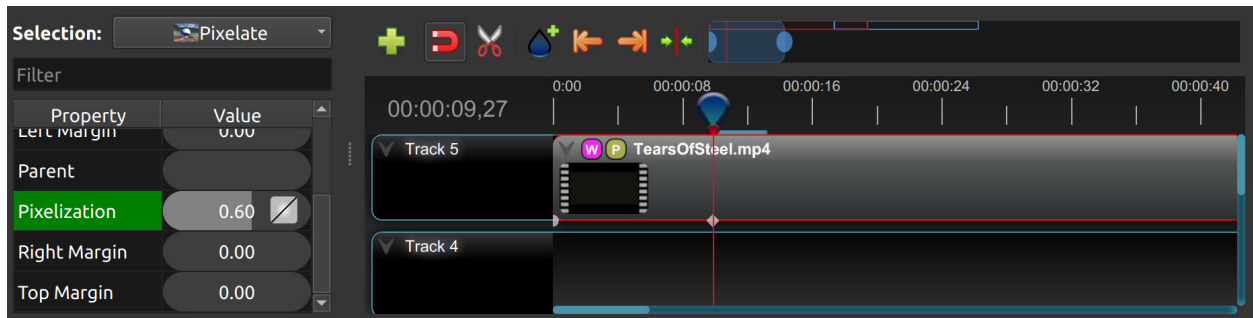 Selection: Pixelate
Filter
Property Value
Left Margin 0.00
Parent
Pixelization 0.60
Right Margin 0.00
Top Margin 0.00
0:00 00:00:08 00:00:16 00:00:24 00:00:32 00:00:40
00:00:09,27
Track 5
W P TearsOfSteel.mp4
Track 4